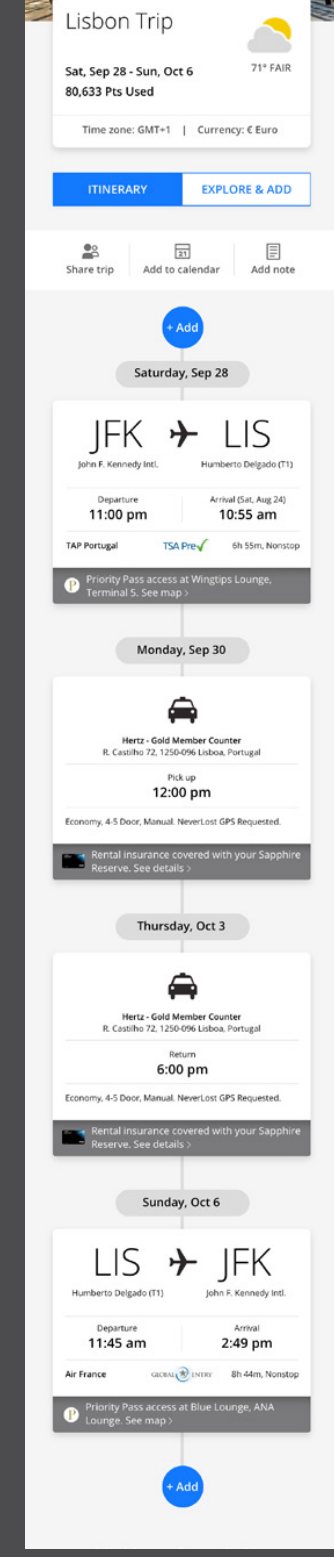 Lisbon Trip
Sat, Sep 28 - Sun, Oct 6
71° FAIR
80,633 Pts Used
Time zone: GMT+1 | Currency: € Euro
ITINERARY EXPLORE & ADD
21
Share trip Add to calendar Add note
+ Add
Saturday, Sep 28
JFK LIS
John F. Kennedy Intl. Humberto Delgado (T1)
Departure Arrival (Sat, Aug 24)
11:00 pm 10:55 am
TAP Portugal TSA Pre 6h 55m, Nonstop
P Priority Pass access at Wingtips Lounge,
Terminal 5. See map >
Monday, Sep 30
Hertz - Gold Member Counter
R. Castilho 72, 1250-096 Lisboa, Portugal
Pick up
12:00 pm
Economy, 4-5 Door, Manual. NeverLost GPS Requested.
Rental insurance covered with your Sapphire
Reserve. See details >
Thursday, Oct 3
Hertz - Gold Member Counter
R. Castilho 72, 1250-096 Lisboa, Portugal
Return
6:00 pm
Economy, 4-5 Door, Manual. NeverLost GPS Requested.
Rental insurance covered with your Sapphire
Reserve. See details >
Sunday, Oct 6
LIS JFK
Humberto Delgado (T1) John F. Kennedy Intl.
Departure Arrival
11:45 am 2:49 pm
Air France GLOBAL ENTRY 8h 44m, Nonstop
P Priority Pass access at Blue Lounge, ANA
Lounge. See map >
+ Add